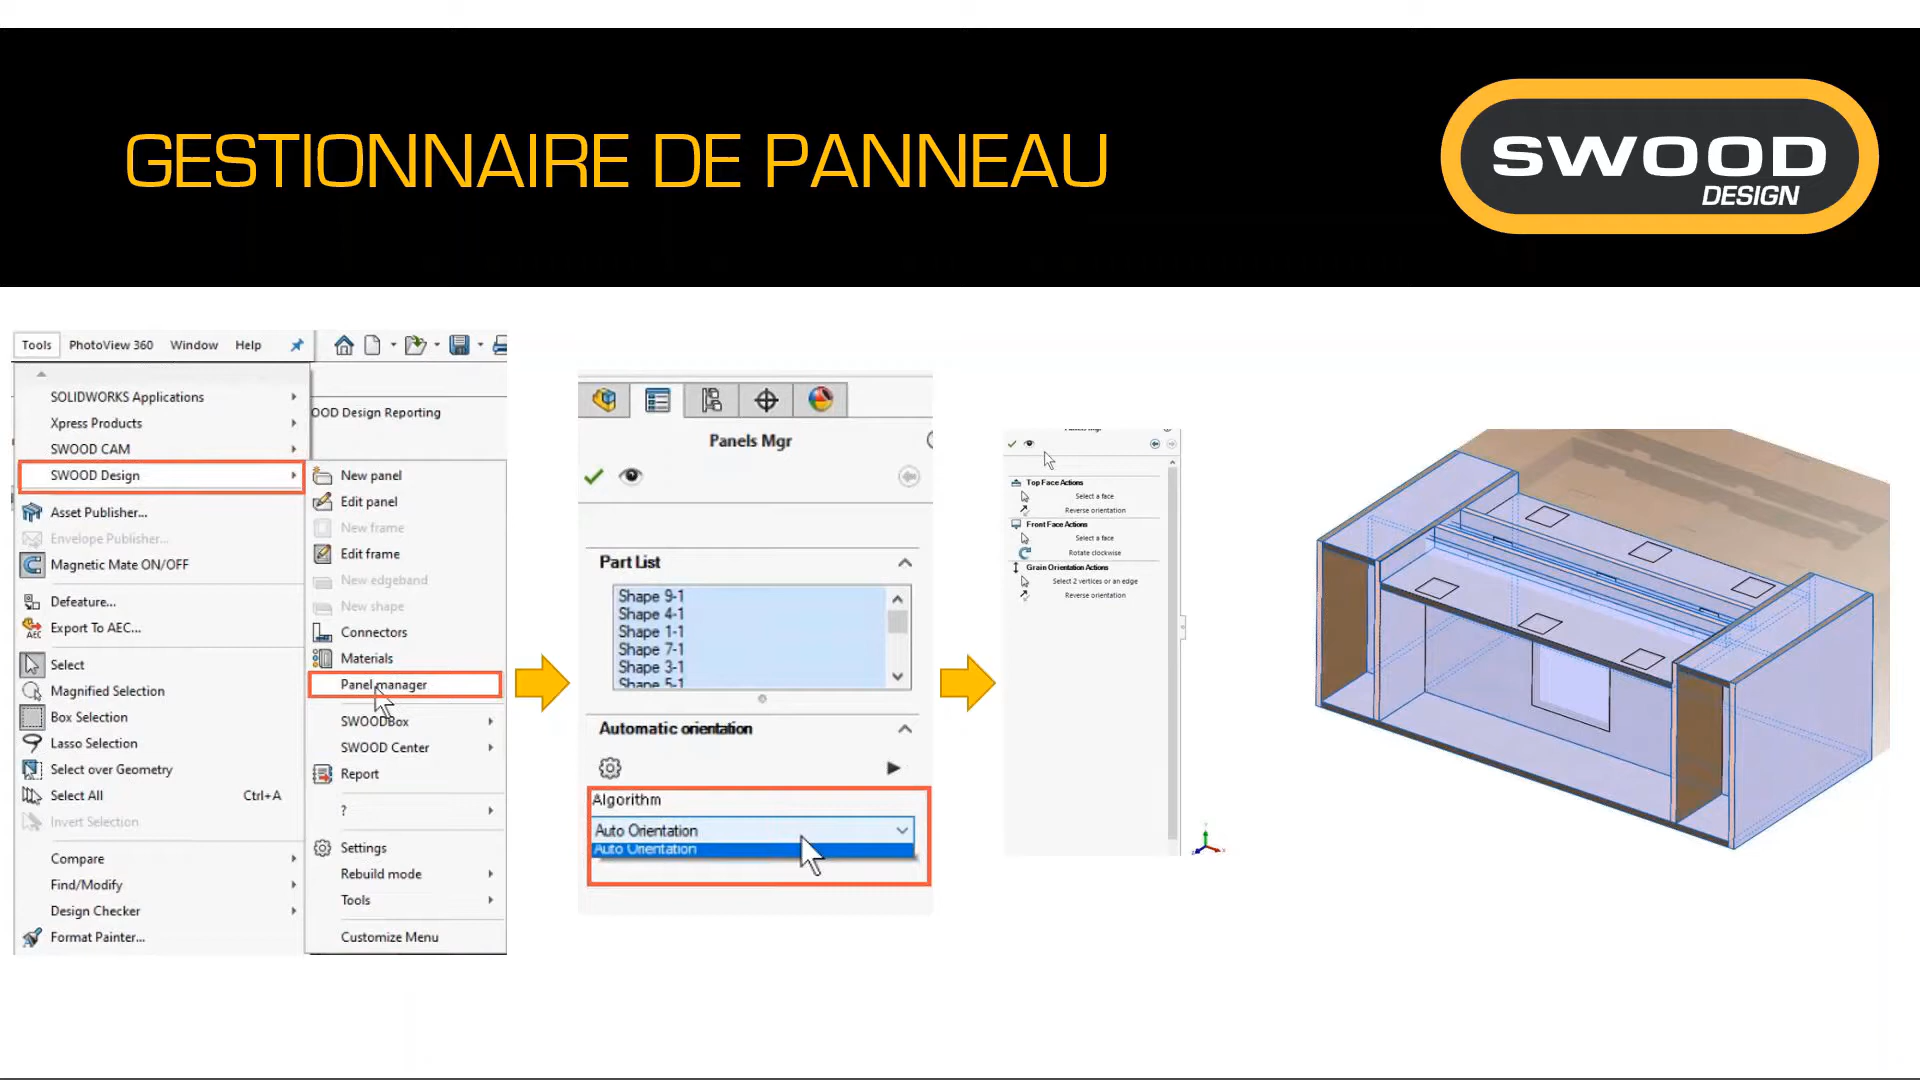 GESTIONNAIRE DE PANNEAU
SWOOD
DESIGN
Tools PhotoView 360 Window Help
SOLIDWORKS Applications
Xpress Products
SWOOD CAM
SWOOD Design
Asset Publisher...
Envelope Publisher...
Magnetic Mate ON/OFF
Defeature...
Export To AEC...
Select
Magnified Selection
Box Selection
Lasso Selection
Select over Geometry
Select All Ctrl+A
Invert Selection
Compare
Find/Modify
Design Checker
Format Painter...
OOD Design Reporting
New panel
Edit panel
New frame
Edit frame
New edgeband
New shape
Connectors
Materials
Panel manager
SWOODBox
SWOOD Center
Report
?
Settings
Rebuild mode
Tools
Customize Menu
Panels Mgr
Part List
Shape 9-1
Shape 4-1
Shape 1-1
Shape 7-1
Shape 3-1
Shape 5-1
Automatic orientation
Algorithm
Auto Orientation
Auto Orientation
Panels Mgr
Top Face Actions
Select a face
Reverse orientation
Front Face Actions
Select a face
Rotate clockwise
Grain Orientation Actions
Select 2 vertices or an edge
Reverse orientation